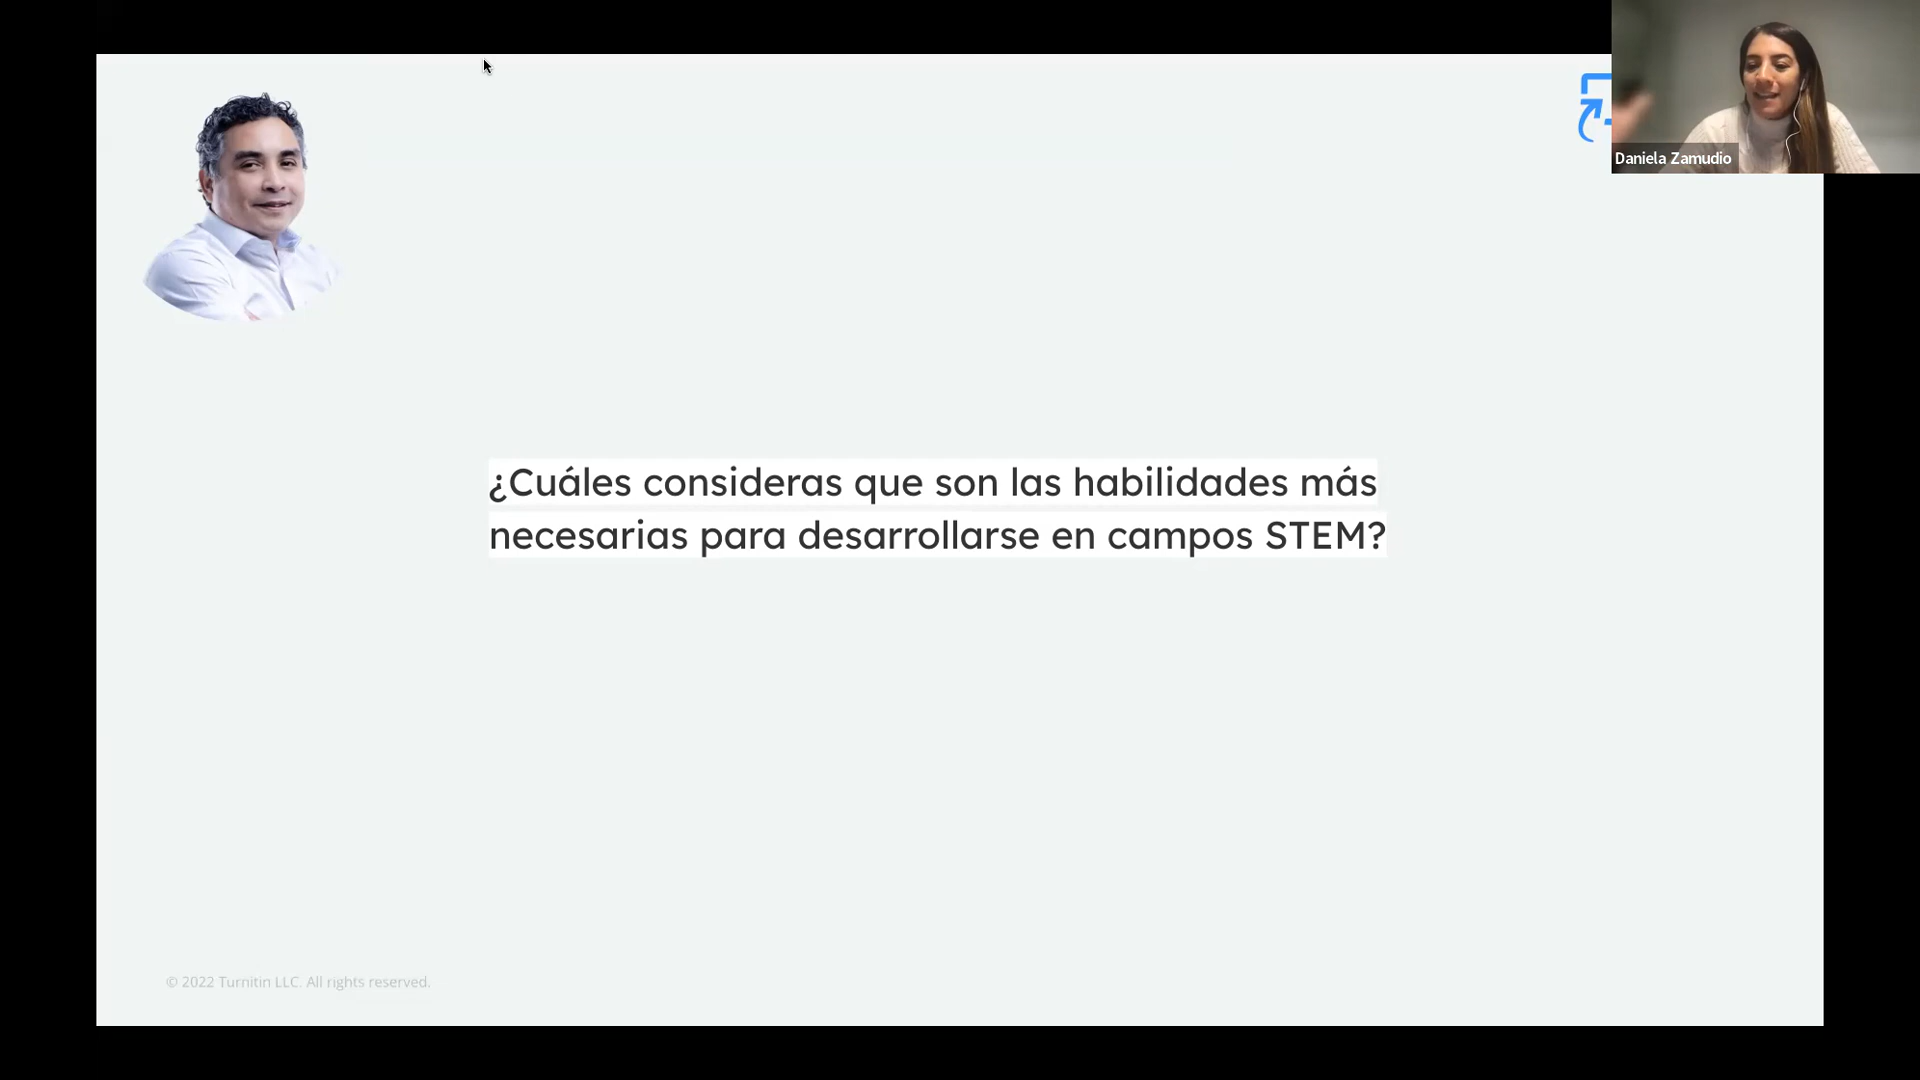 Daniela Zamudio
¿Cuáles consideras que son las habilidades más
necesarias para desarrollarse en campos STEM?
© 2022 Turnitin LLC. All rights reserved.